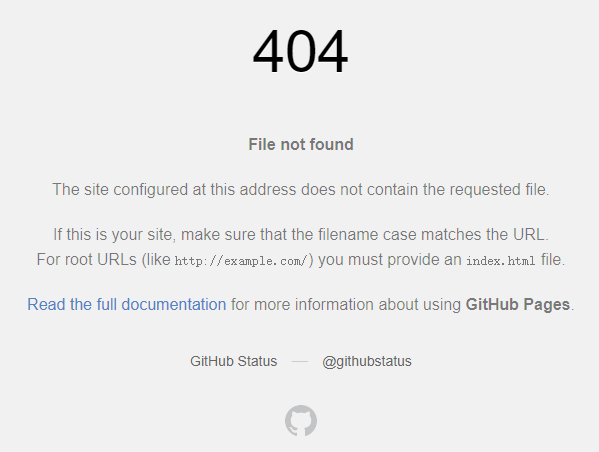 404
File not found
The site configured at this address does not contain the requested file.
If this is your site, make sure that the filename case matches the URL.
For root URLs (like http://example.com/) you must provide an index.html file.
Read the full documentation for more information about using GitHub Pages.
GitHub Status — @githubstatus